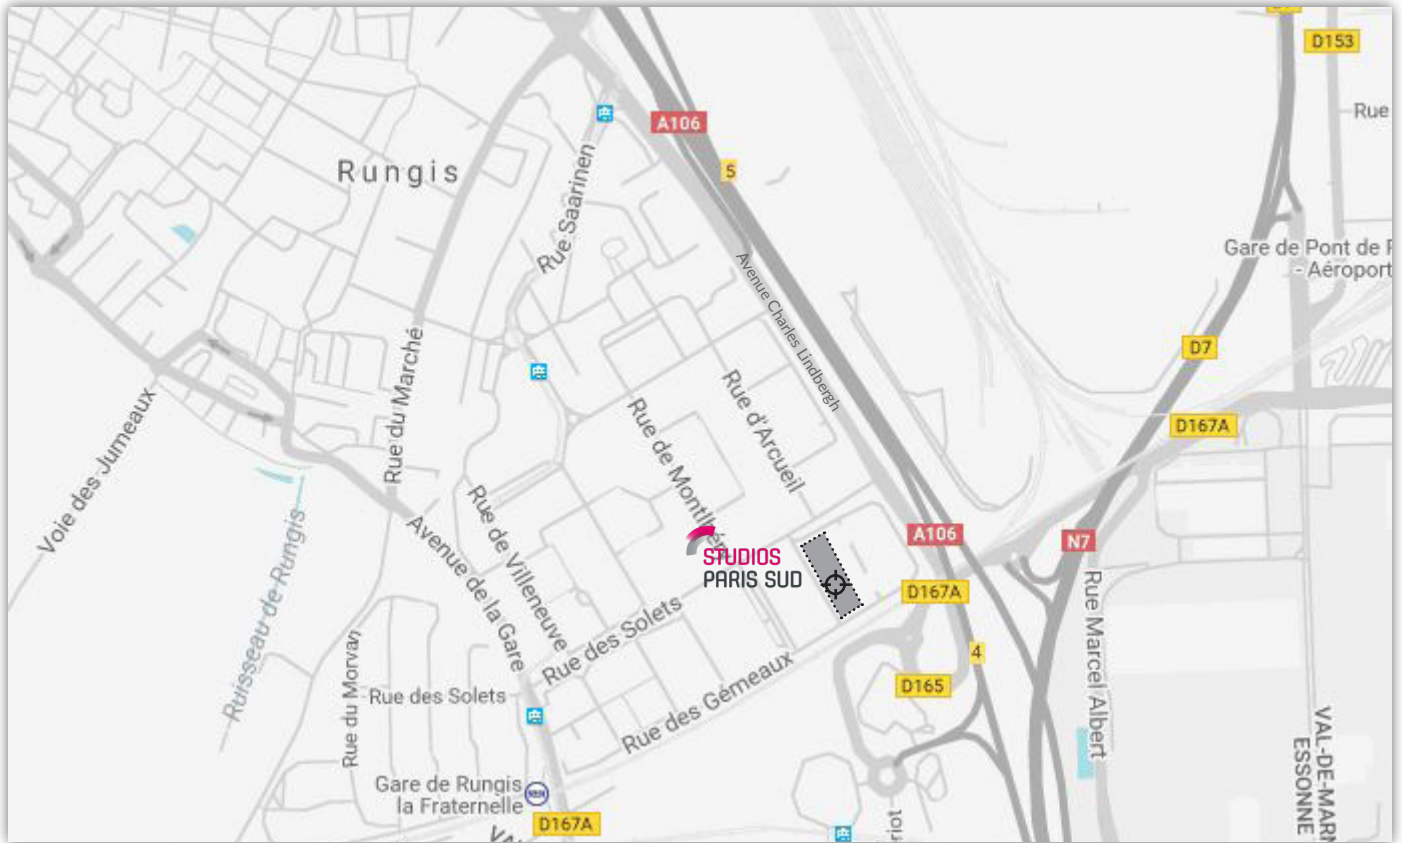 D153
Rue
A106
5
Rungis
Rue Saarinen
Gare de Pont de R
- Aéroport
Avenue Charles Lindbergh
D7
Rue du Marché
Rue d'Arcueil
Voie des Jumeaux
Rue de Montlhéry
D167A
Rue de Villeneuve
Avenue de la Gare
Ruisseau de Rungis
A106
N7
STUDIOS
PARIS SUD
D167A
Rue Marcel Albert
Rue des Solets
4
D165
Rue du Morvan
Rue des Solets
Rue des Gémeaux
VAL-DE-MARN
ESSONNE
Gare de Rungis
la Fraternelle
D167A
riot